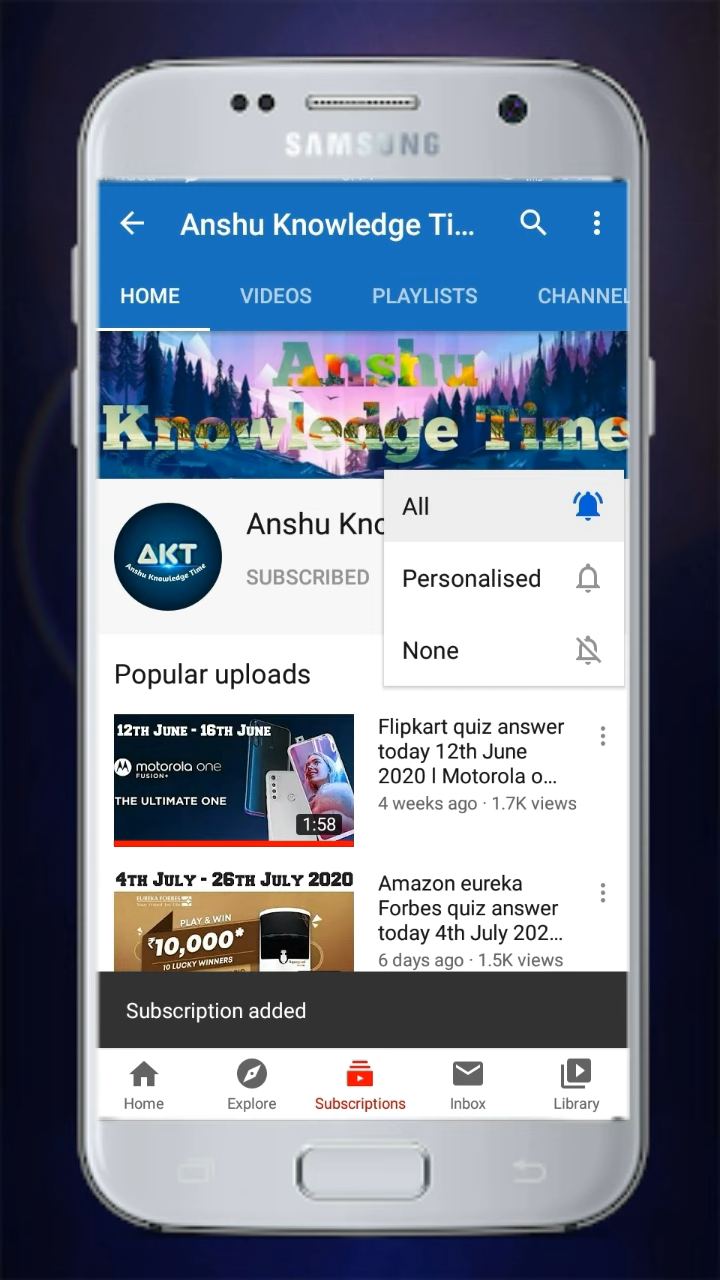 SAMSUNG
Anshu Knowledge Ti...
HOME VIDEOS PLAYLISTS CHANNEL
Anshu
Knowledge Time
All
Anshu Kno
AKT
Anshu Knowledge Time
SUBSCRIBED
Personalised
None
Popular uploads
12TH JUNE - 16TH JUNE
motorola one
FUSION+
THE ULTIMATE ONE
1:58
Flipkart quiz answer
today 12th June
2020 l Motorola o...
4 weeks ago · 1.7K views
4TH JULY - 26TH JULY 2020
EUREKA FORBES
PLAY & WIN
₹10,000*
10 LUCKY WINNERS
Amazon eureka
Forbes quiz answer
today 4th July 202...
6 days ago · 1.5K views
Subscription added
Home Explore Subscriptions Inbox Library